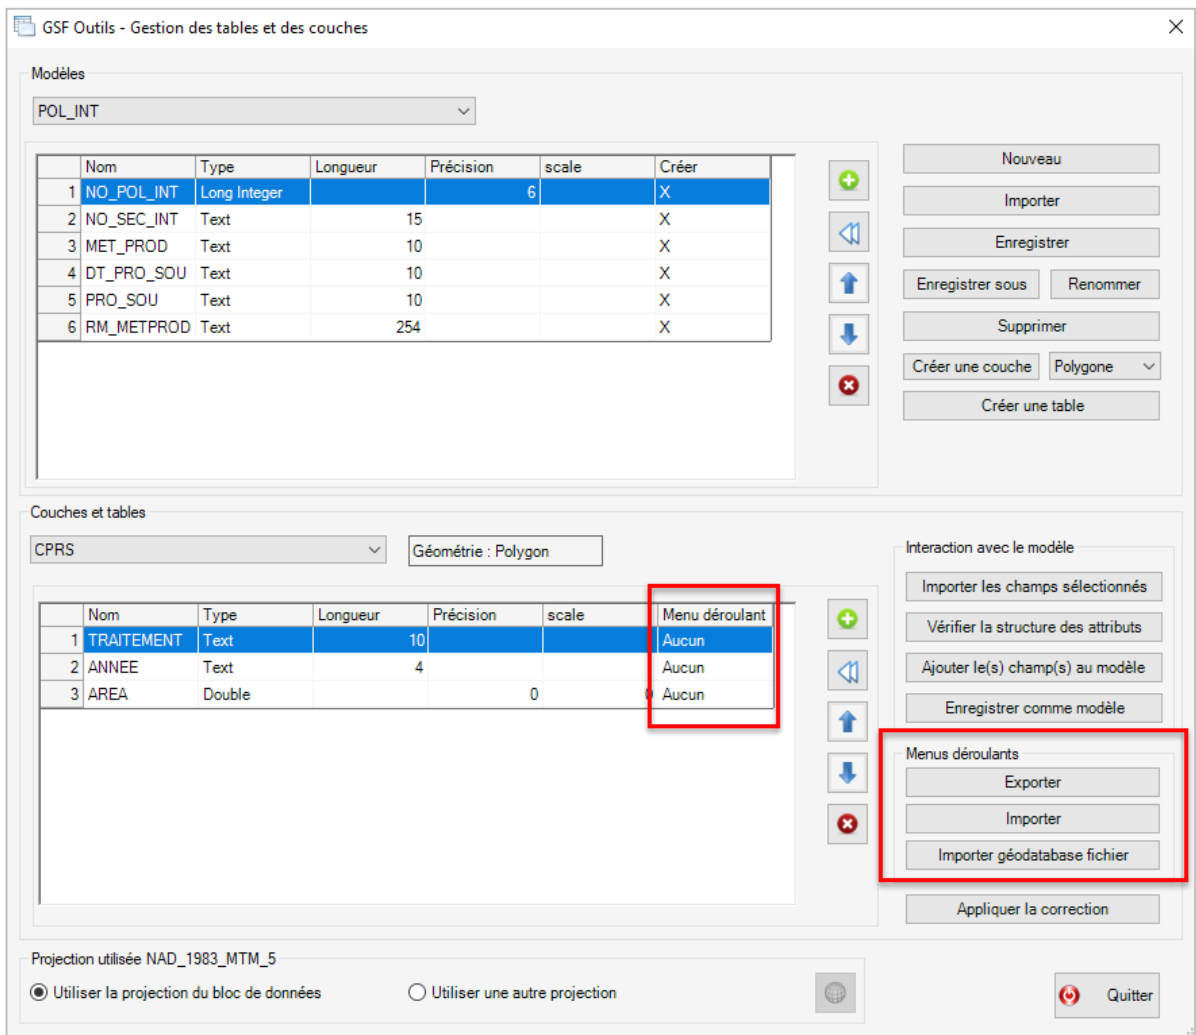 GSF Outils - Gestion des tables et des couches
Modèles
POL_INT
Nom Type Longueur Précision scale Créer
1 NO_POL_INT Long Integer 6 X
2 NO_SEC_INT Text 15 X
3 MET_PROD Text 10 X
4 DT_PRO_SOU Text 10 X
5 PRO_SOU Text 10 X
6 RM_METPROD Text 254 X
Nouveau
Importer
Enregistrer
Enregistrer sous Renommer
Supprimer
Créer une couche Polygone
Créer une table
Couches et tables
CPRS Géométrie : Polygon
Nom Type Longueur Précision scale Menu déroulant
1 TRAITEMENT Text 10 Aucun
2 ANNEE Text 4 Aucun
3 AREA Double 0 0 Aucun
Interaction avec le modèle
Importer les champs sélectionnés
Vérifier la structure des attributs
Ajouter le(s) champ(s) au modèle
Enregistrer comme modèle
Menus déroulants
Exporter
Importer
Importer géodatabase fichier
Appliquer la correction
Projection utilisée NAD_1983_MTM_5
Utiliser la projection du bloc de données Utiliser une autre projection
Quitter